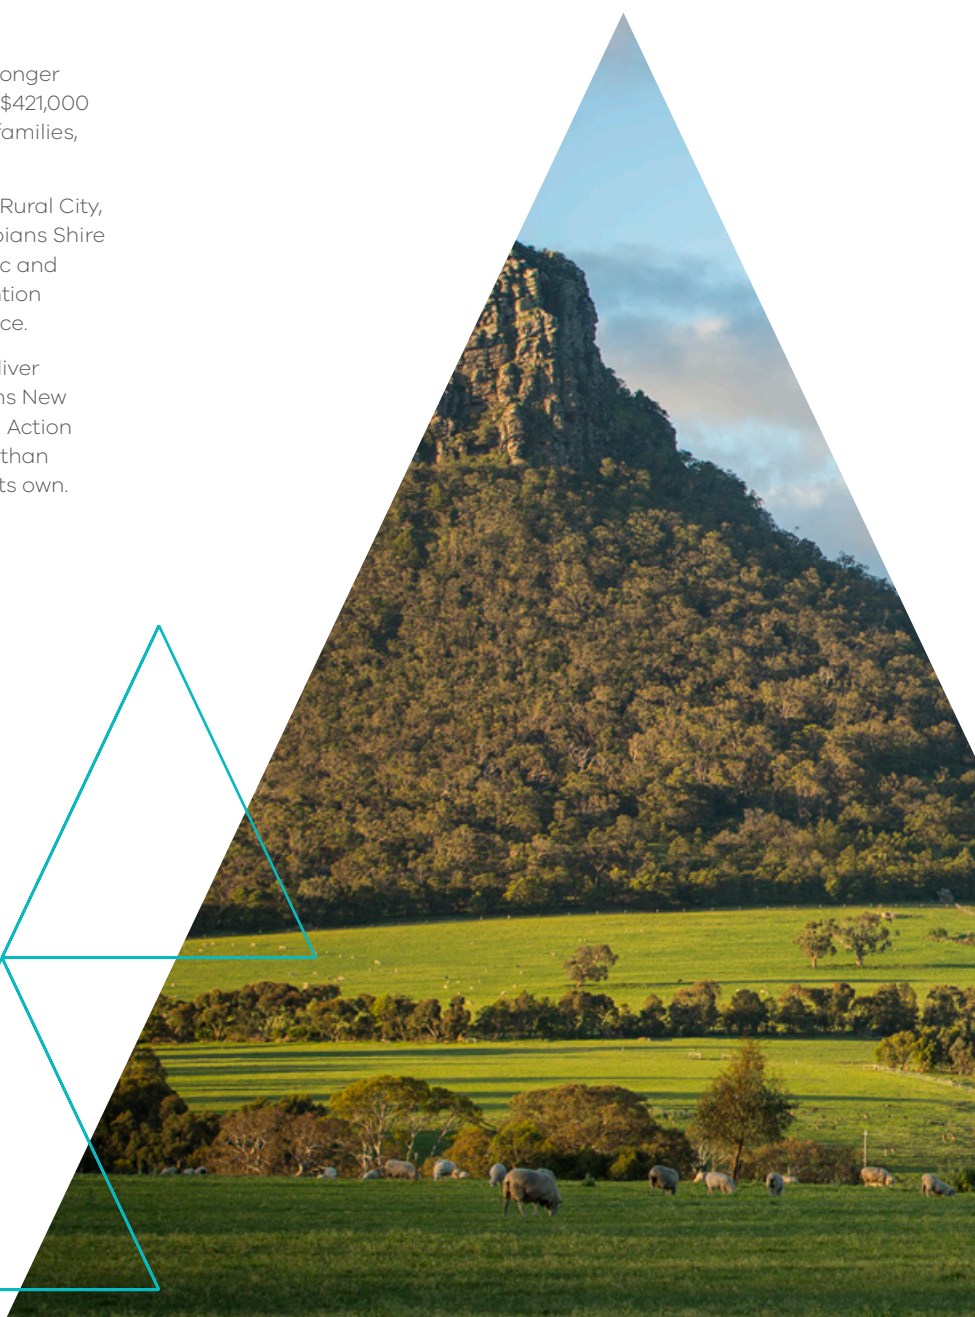 onger
$421,000
families,
Rural City,
pians Shire
c and
tion
ce.
liver
ns New
Action
than
ts own.